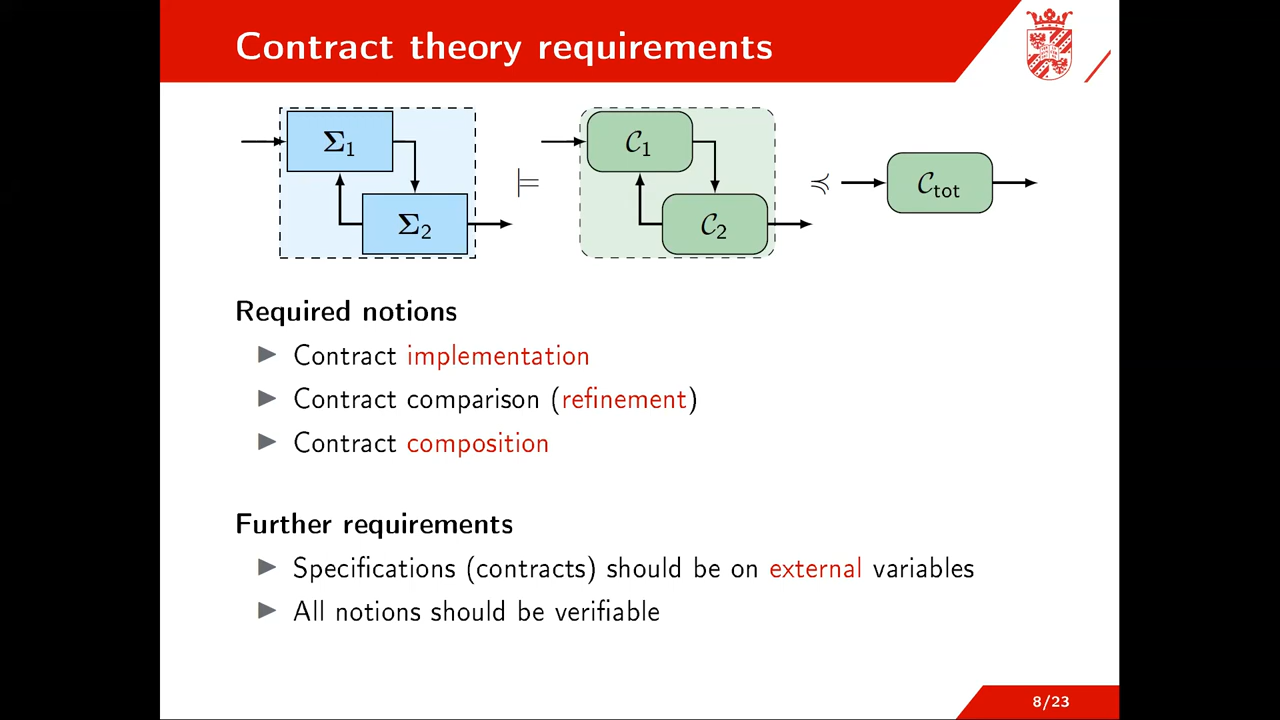 Contract theory requirements
Σ1
Σ2
⊨
C1
C2
≼
Ctot
Required notions
▶ Contract implementation
▶ Contract comparison (refinement)
▶ Contract composition
Further requirements
▶ Specifications (contracts) should be on external variables
▶ All notions should be verifiable
8/23